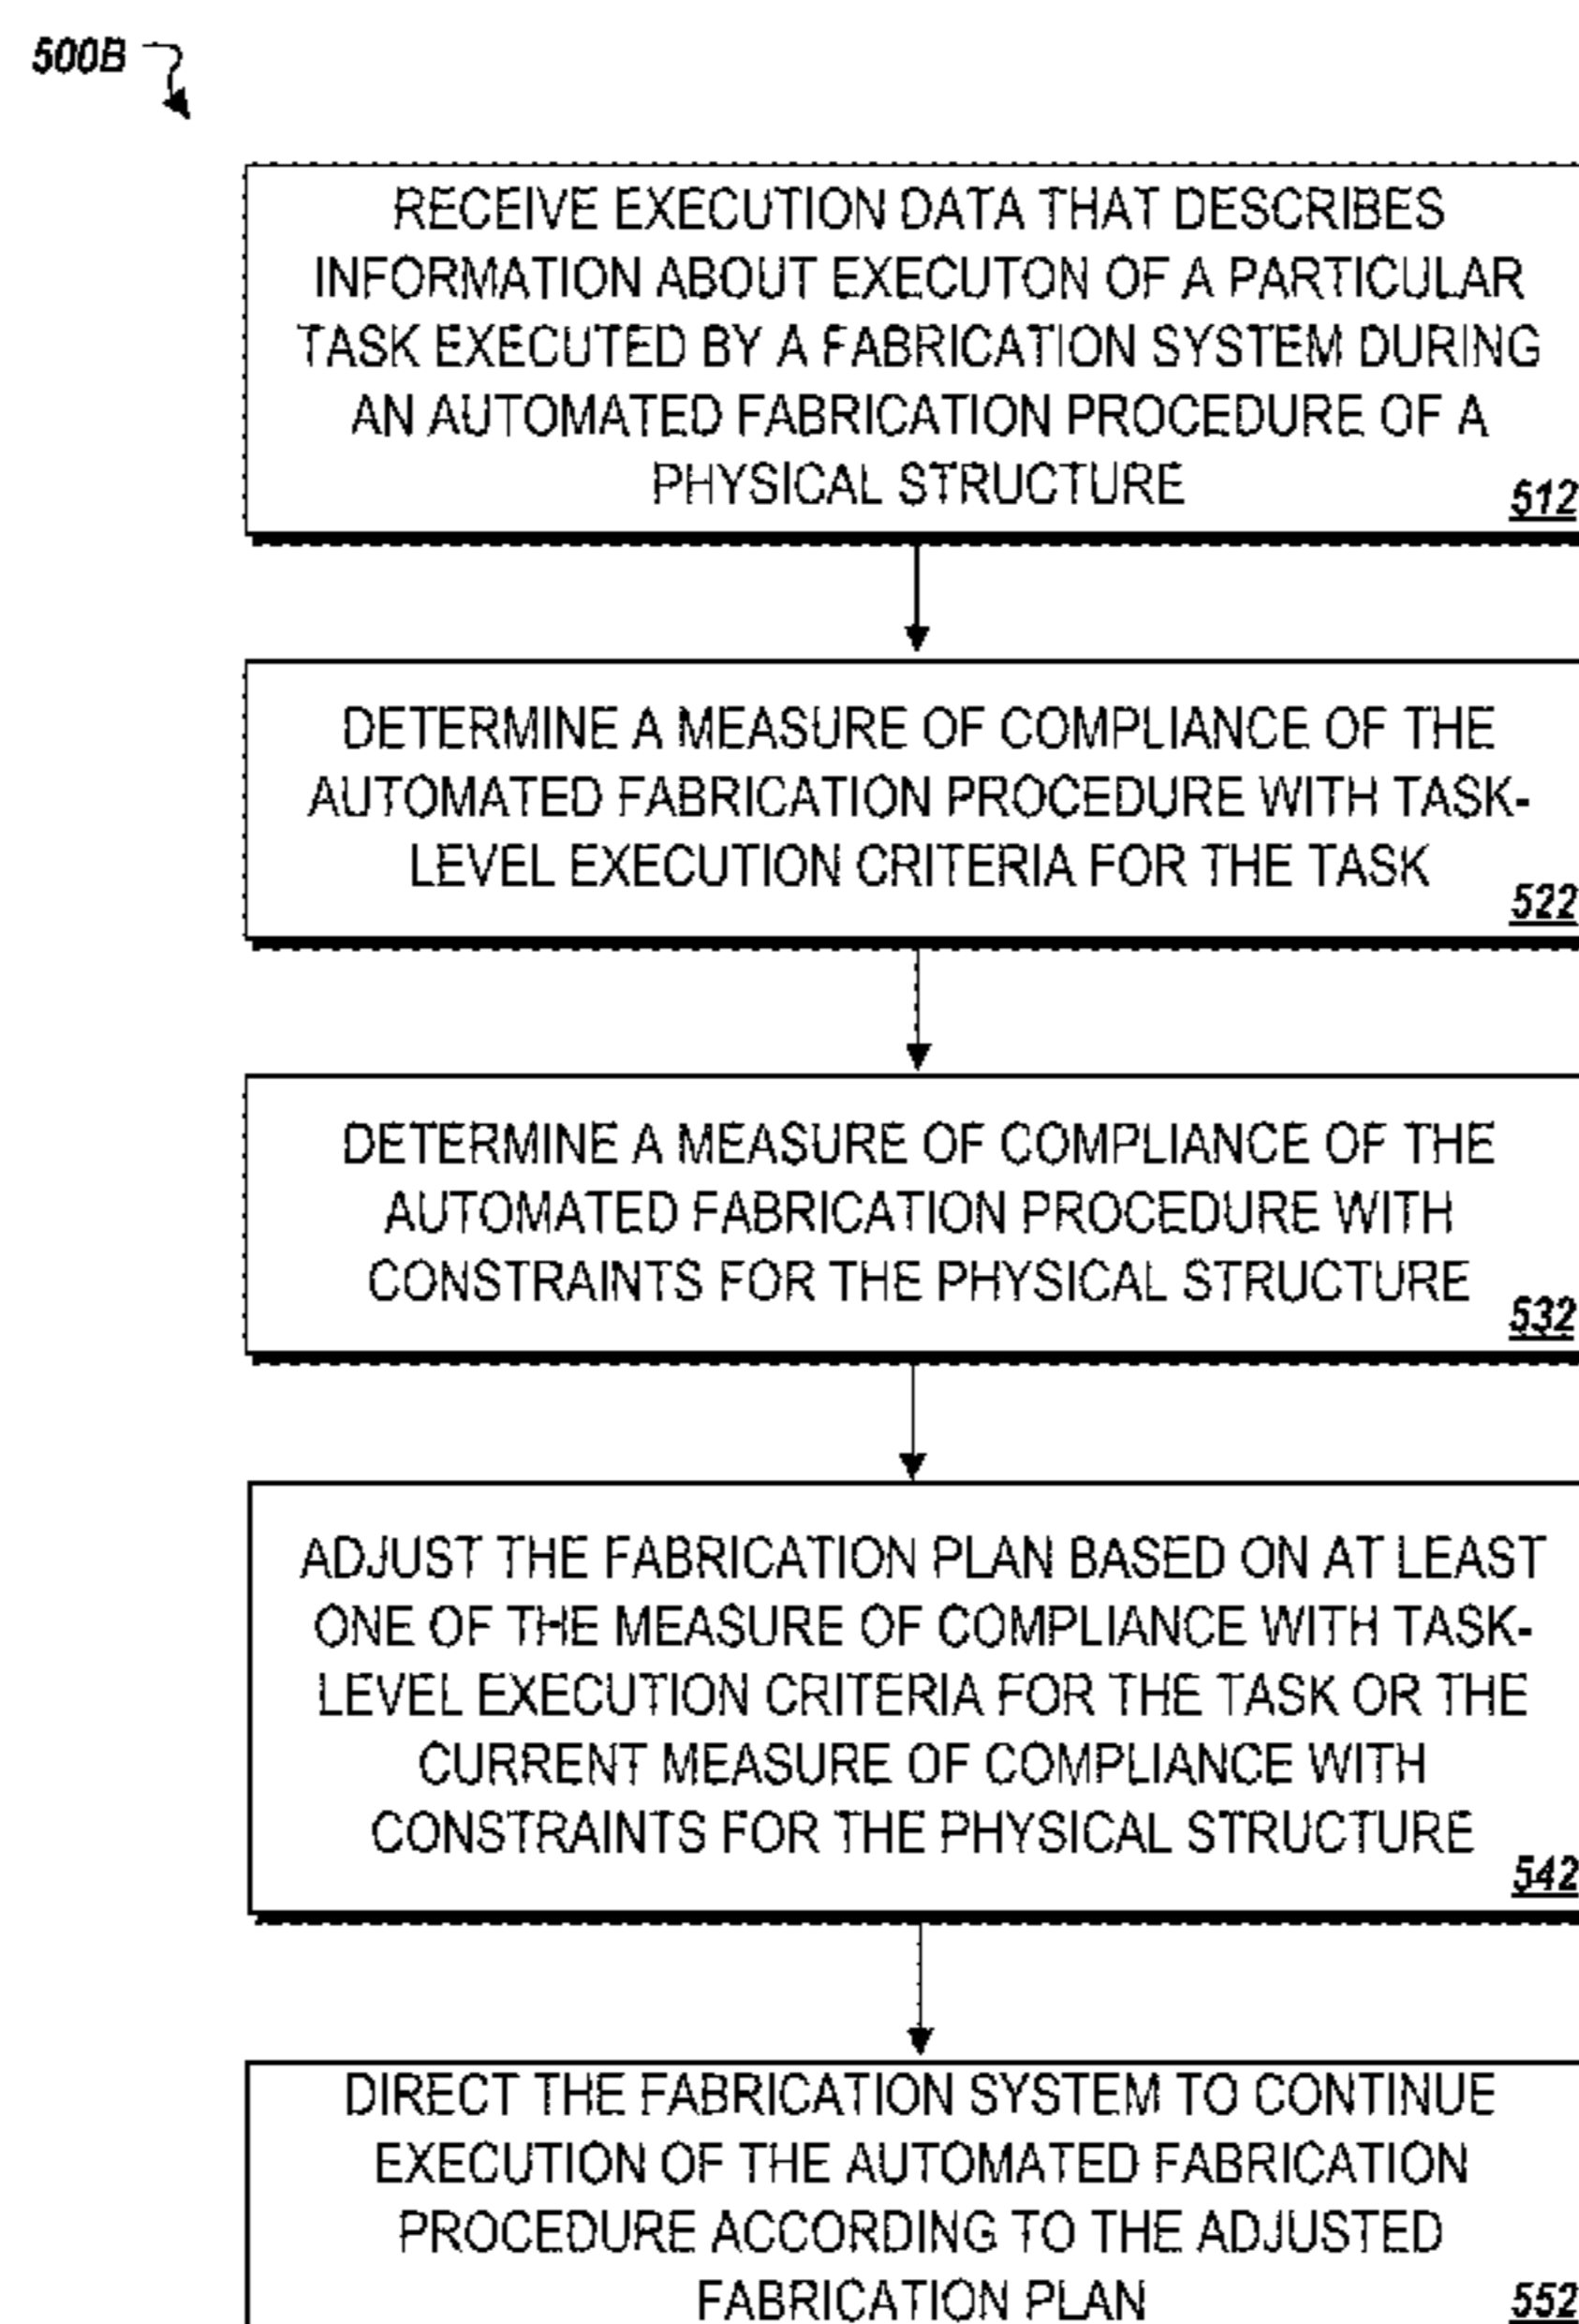 500B
RECEIVE EXECUTION DATA THAT DESCRIBES
INFORMATION ABOUT EXECUTON OF A PARTICULAR
TASK EXECUTED BY A FABRICATION SYSTEM DURING
AN AUTOMATED FABRICATION PROCEDURE OF A
PHYSICAL STRUCTURE
512
DETERMINE A MEASURE OF COMPLIANCE OF THE
AUTOMATED FABRICATION PROCEDURE WITH TASK-
LEVEL EXECUTION CRITERIA FOR THE TASK
522
DETERMINE A MEASURE OF COMPLIANCE OF THE
AUTOMATED FABRICATION PROCEDURE WITH
CONSTRAINTS FOR THE PHYSICAL STRUCTURE
532
ADJUST THE FABRICATION PLAN BASED ON AT LEAST
ONE OF THE MEASURE OF COMPLIANCE WITH TASK-
LEVEL EXECUTION CRITERIA FOR THE TASK OR THE
CURRENT MEASURE OF COMPLIANCE WITH
CONSTRAINTS FOR THE PHYSICAL STRUCTURE
542
DIRECT THE FABRICATION SYSTEM TO CONTINUE
EXECUTION OF THE AUTOMATED FABRICATION
PROCEDURE ACCORDING TO THE ADJUSTED
FABRICATION PLAN
552